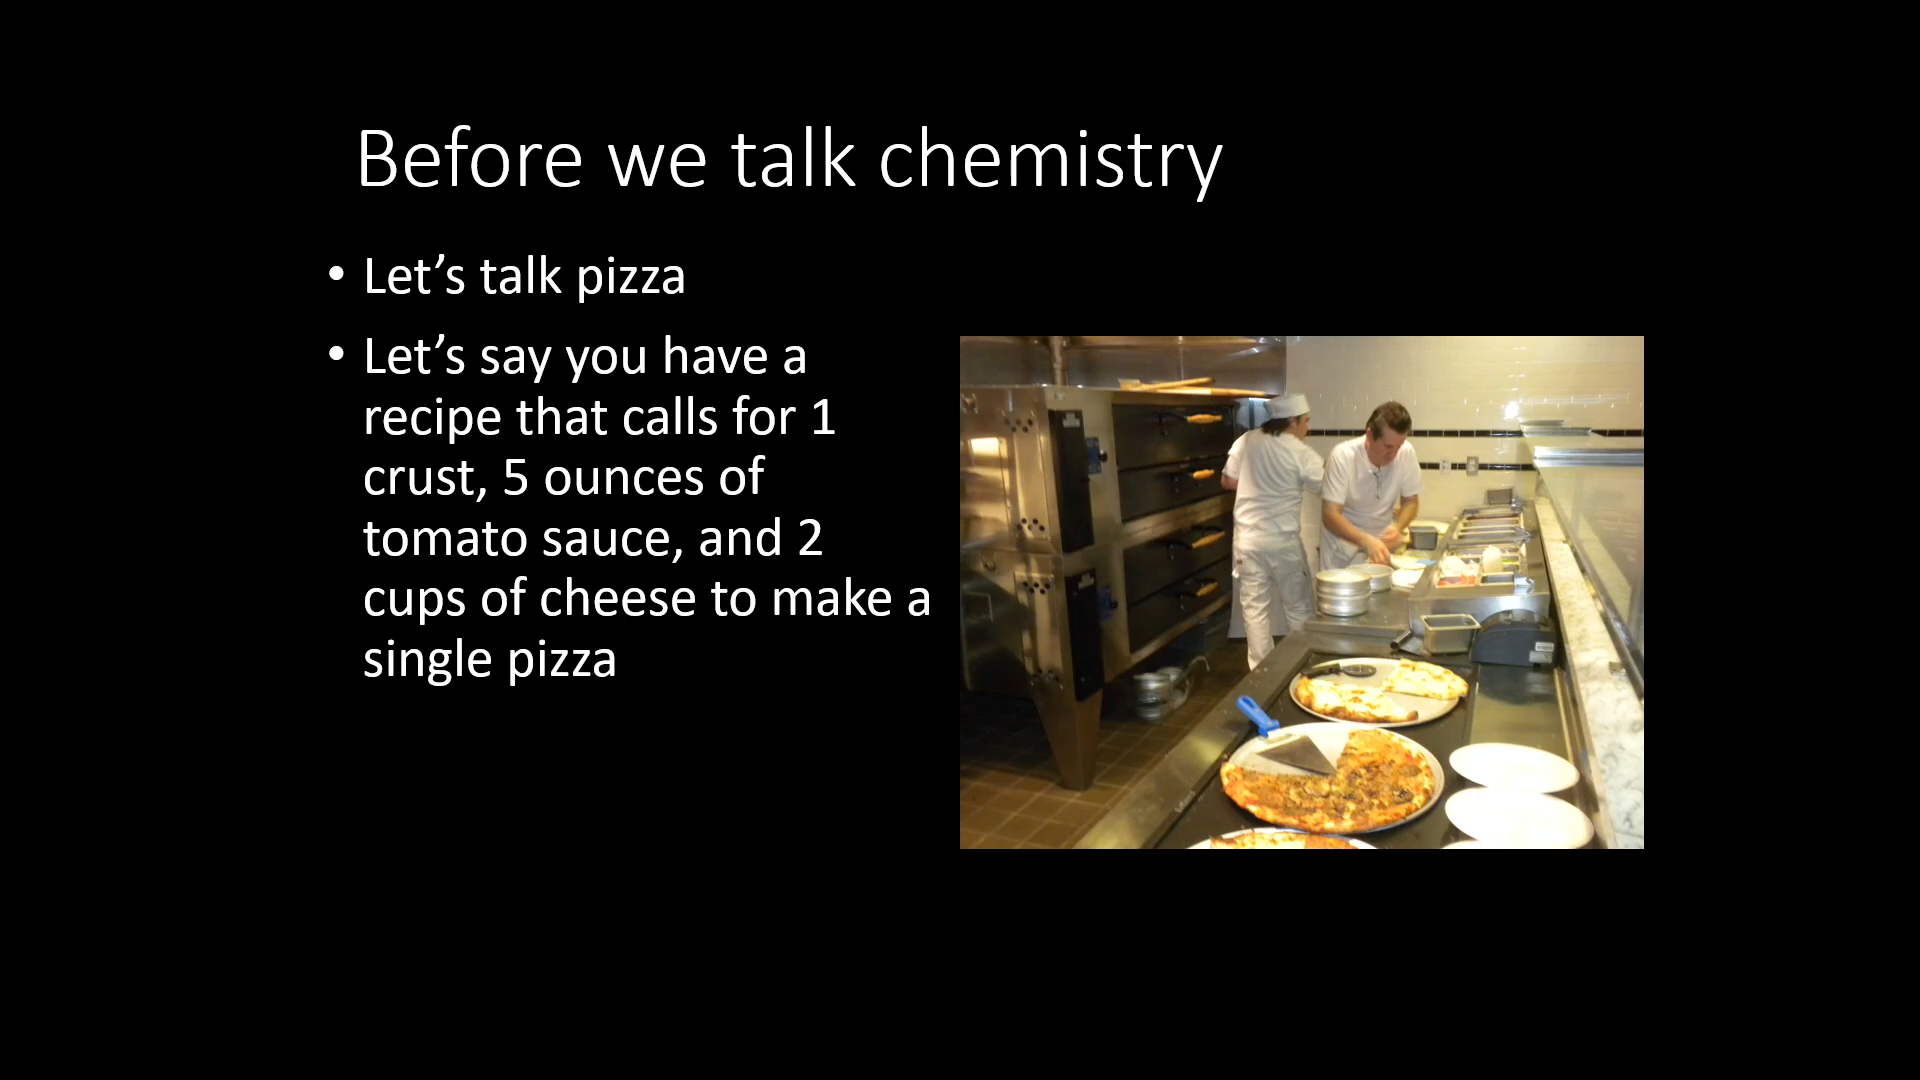 Before we talk chemistry
• Let’s talk pizza
• Let’s say you have a
recipe that calls for 1
crust, 5 ounces of
tomato sauce, and 2
cups of cheese to make a
single pizza